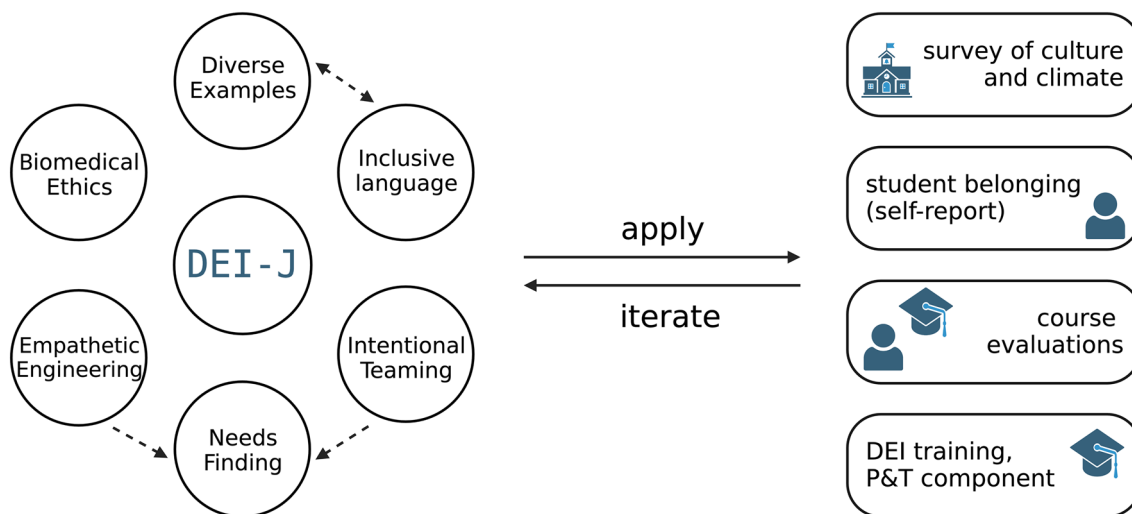 Diverse
Examples
Biomedical
Ethics
Inclusive
language
DEI-J
Empathetic
Engineering
Intentional
Teaming
Needs
Finding
apply
iterate
survey of culture
and climate
student belonging
(self-report)
course
evaluations
DEI training,
P&T component